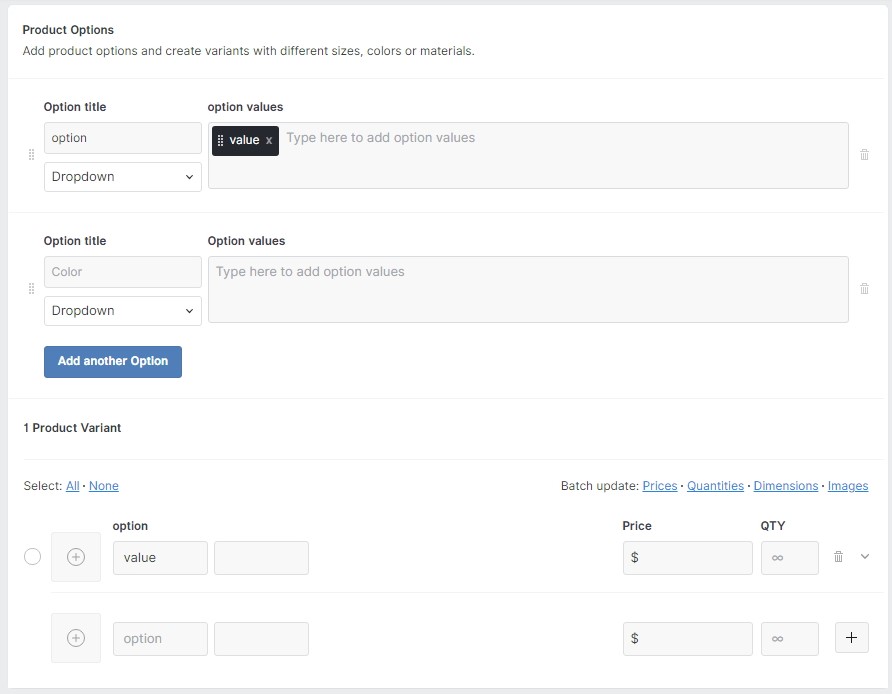 Product Options
Add product options and create variants with different sizes, colors or materials.
Option title option values
option value x Type here to add option values
Dropdown
Option title Option values
Color Type here to add option values
Dropdown
Add another Option
1 Product Variant
Select: All · None Batch update: Prices · Quantities · Dimensions · Images
option Price QTY
value $ ∞
option $ ∞ +